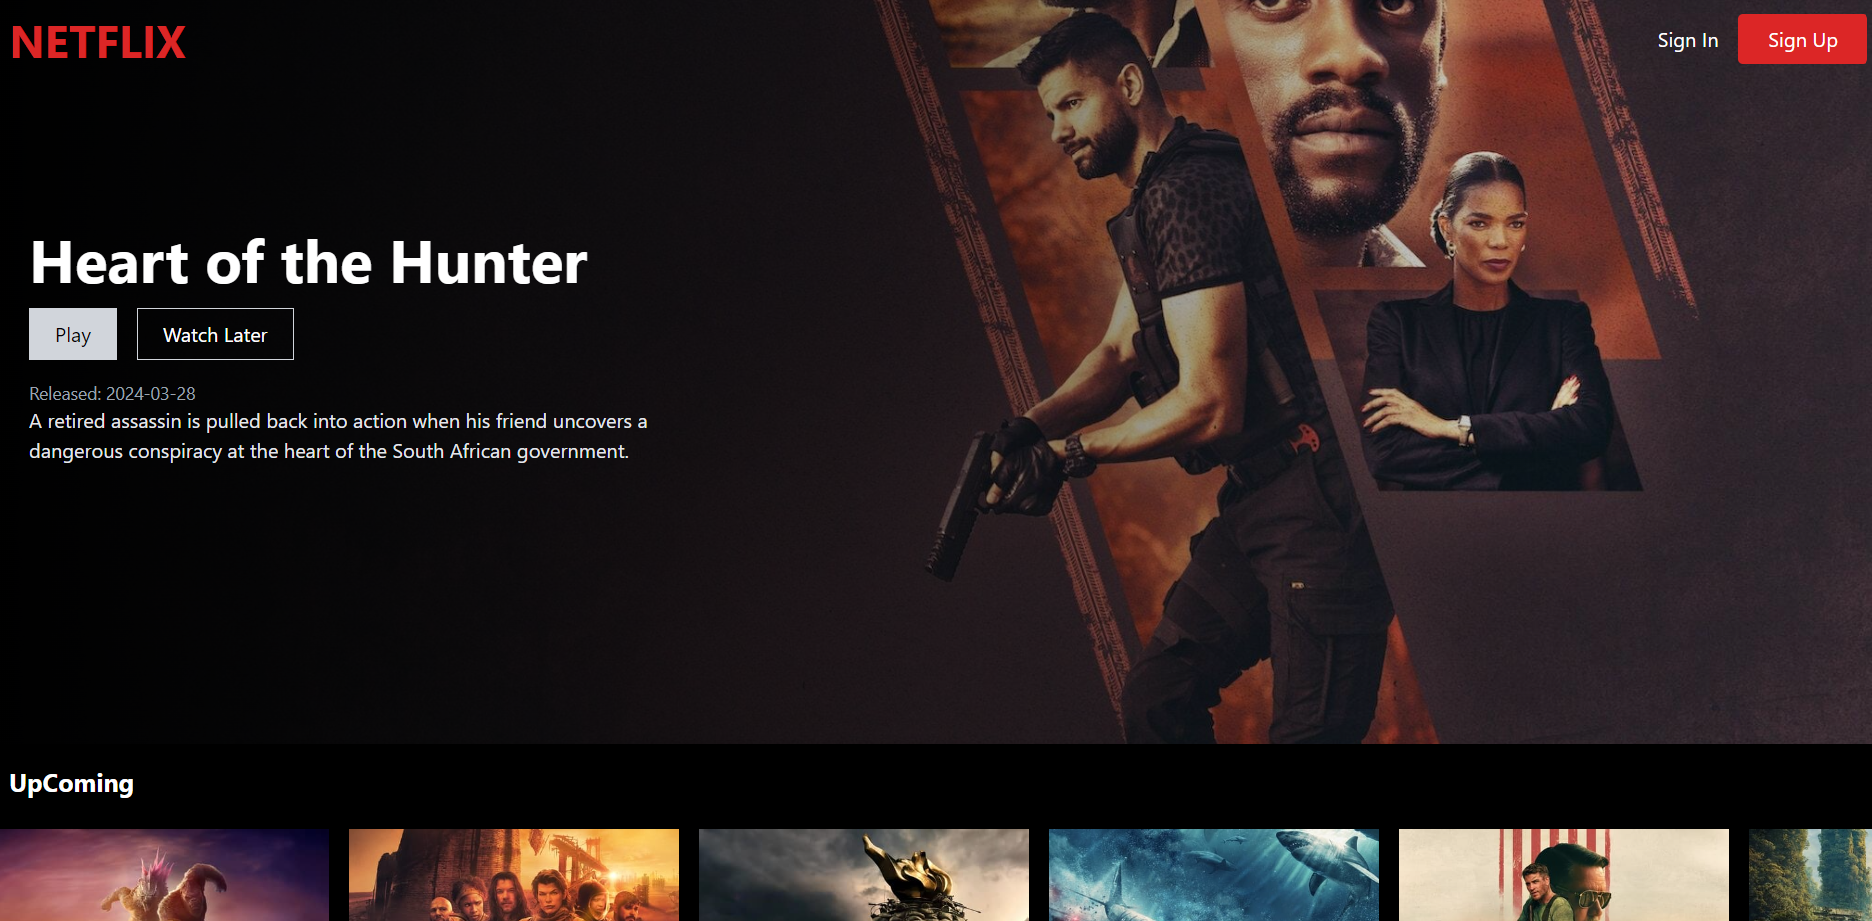 NETFLIX
Sign In
Sign Up
Heart of the Hunter
Play
Watch Later
Released: 2024-03-28
A retired assassin is pulled back into action when his friend uncovers a
dangerous conspiracy at the heart of the South African government.
UpComing